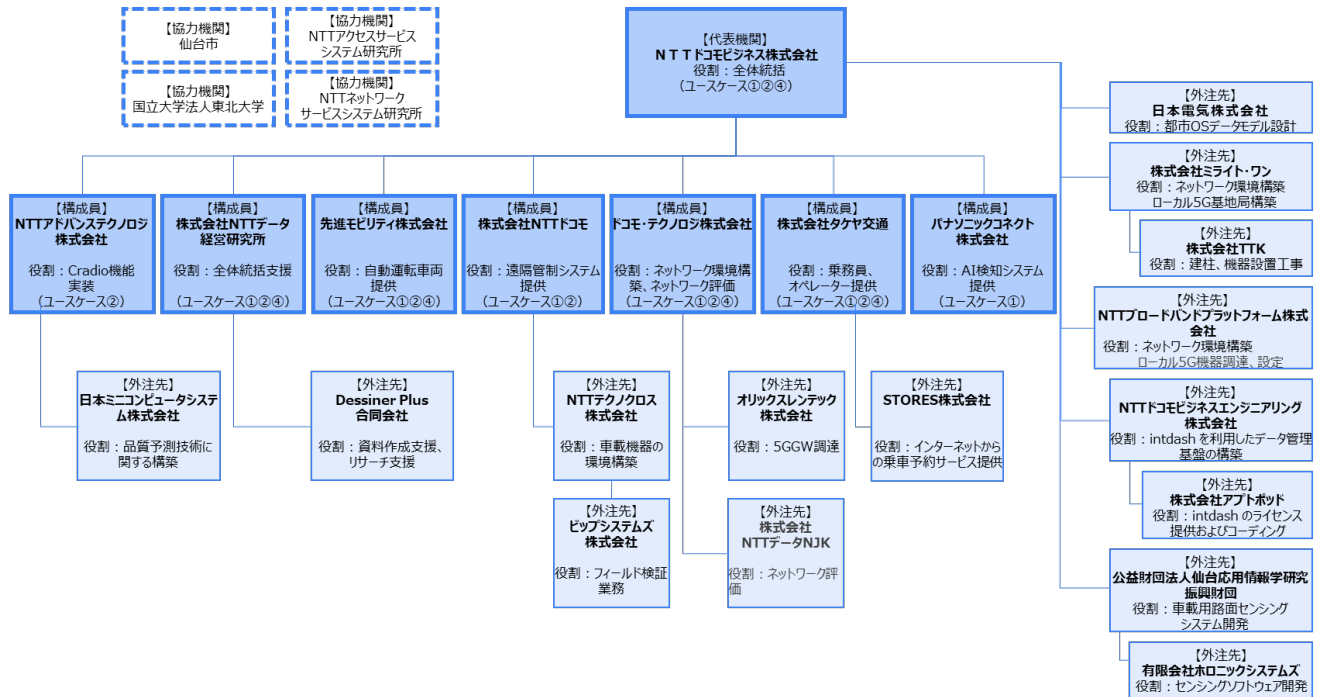 【協力機関】
仙台市
【協力機関】
NTTアクセスサービス
システム研究所
【協力機関】
国立大学法人東北大学
【協力機関】
NTTネットワーク
サービスシステム研究所
【代表機関】
NTTドコモビジネス株式会社
役割：全体統括
(ユースケース①②④)
【構成員】
NTTアドバンステクノロジ
株式会社
役割：Cradio機能
実装
(ユースケース②)
【構成員】
株式会社NTTデータ
経営研究所
役割：全体統括支援
(ユースケース①②④)
【構成員】
先進モビリティ株式会社
役割：自動運転車両
提供
(ユースケース①②④)
【構成員】
株式会社NTTドコモ
役割：遠隔管制システム
提供
(ユースケース①②)
【構成員】
ドコモ・テクノロジ株式会社
役割：ネットワーク環境構
築、ネットワーク評価
(ユースケース①②④)
【構成員】
株式会社タケヤ交通
役割：乗務員、
オペレーター提供
(ユースケース①②④)
【構成員】
パナソニックコネクト
株式会社
役割：AI検知システム
提供
(ユースケース①)
【外注先】
日本ミニコンピュータシステ
ム株式会社
役割：品質予測技術に
関する構築
【外注先】
Dessiner Plus
合同会社
役割：資料作成支援、
リサーチ支援
【外注先】
NTTテクノクロス
株式会社
役割：車載機器の
環境構築
【外注先】
オリックスレンテック
株式会社
役割：5GGW調達
【外注先】
STORES株式会社
役割：インターネットから
の乗車予約サービス提供
【外注先】
ビップシステムズ
株式会社
役割：フィールド検証
業務
【外注先】
株式会社
NTTデータNJK
役割：ネットワーク評
価
【外注先】
日本電気株式会社
役割：都市OSデータモデル設計
【外注先】
株式会社ミライト・ワン
役割：ネットワーク環境構築
ローカル5G基地局構築
【外注先】
株式会社TTK
役割：建柱、機器設置工事
【外注先】
NTTブロードバンドプラットフォーム株式
会社
役割：ネットワーク環境構築
ローカル5G機器調達、設定
【外注先】
NTTドコモビジネスエンジニアリング
株式会社
役割：intdash を利用したデータ管理
基盤の構築
【外注先】
株式会社アプトポッド
役割：intdash のライセンス
提供およびコーディング
【外注先】
公益財団法人仙台応用情報学研究
振興財団
役割：車載用路面センシング
システム開発
【外注先】
有限会社ホロニックシステムズ
役割：センシングソフトウェア開発